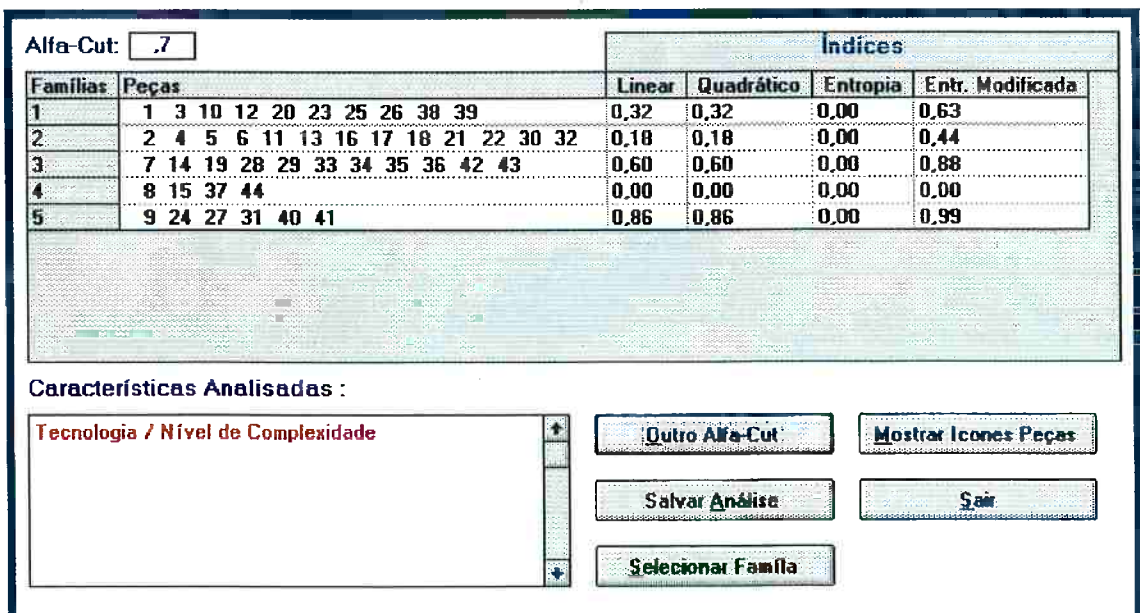 Alfa-Cut: ,7
Índices
Famílias Peças Linear Quadrático Entropia Entr. Modificada
1 1 3 10 12 20 23 25 26 38 39 0,32 0,32 0,00 0,63
2 2 4 5 6 11 13 16 17 18 21 22 30 32 0,18 0,18 0,00 0,44
3 7 14 19 28 29 33 34 35 36 42 43 0,60 0,60 0,00 0,88
4 8 15 37 44 0,00 0,00 0,00 0,00
5 9 24 27 31 40 41 0,86 0,86 0,00 0,99
Características Analisadas :
Tecnologia / Nível de Complexidade
Outro Alfa-Cut Mostrar Icones Peças
Salvar Análise Sair
Selecionar Famíla